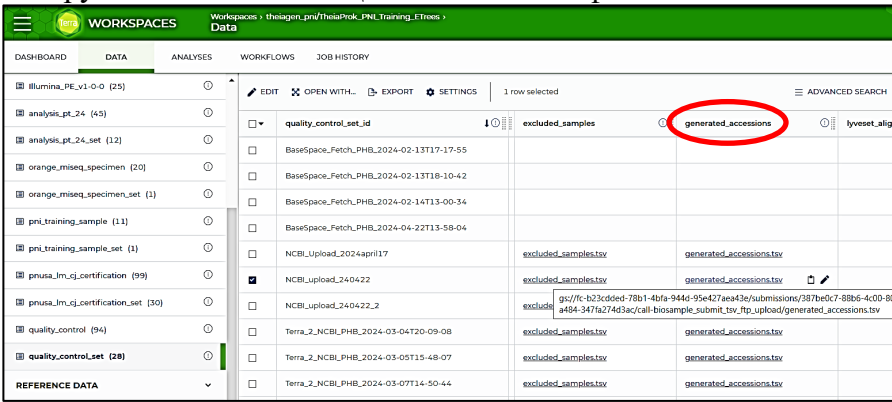 WORKSPACES
Workspaces › theiagen_pni/TheiaProk_PNI_Training_ETrees ›
Data
DASHBOARD DATA ANALYSES WORKFLOWS JOB HISTORY
Illumina_PE_v1-0-0 (25)
analysis_pt_24 (45)
analysis_pt_24_set (12)
orange_miseq_specimen (20)
orange_miseq_specimen_set (1)
pni_training_sample (11)
pni_training_sample_set (1)
pnusa_lm_cj_certification (99)
pnusa_lm_cj_certification_set (30)
quality_control (94)
quality_control_set (28)
REFERENCE DATA
EDIT OPEN WITH... EXPORT SETTINGS 1 row selected ADVANCED SEARCH
quality_control_set_id excluded_samples generated_accessions lyveset_alig
BaseSpace_Fetch_PHB_2024-02-13T17-17-55
BaseSpace_Fetch_PHB_2024-02-13T18-10-42
BaseSpace_Fetch_PHB_2024-02-14T13-00-34
BaseSpace_Fetch_PHB_2024-04-22T13-58-04
NCBI_Upload_2024april17 excluded_samples.tsv generated_accessions.tsv
NCBI_upload_240422 excluded_samples.tsv generated_accessions.tsv
NCBI_upload_240422_2 exclude
gs://fc-b23cdded-78b1-4bfa-944d-95e427aea43e/submissions/387be0c7-88b6-4c00-80
a484-347fa274d3ac/call-biosample_submit_tsv_ftp_upload/generated_accessions.tsv
Terra_2_NCBI_PHB_2024-03-04T20-09-08 excluded_samples.tsv generated_accessions.tsv
Terra_2_NCBI_PHB_2024-03-05T15-48-07 excluded_samples.tsv generated_accessions.tsv
Terra_2_NCBI_PHB_2024-03-07T14-50-44 excluded_samples.tsv generated_accessions.tsv